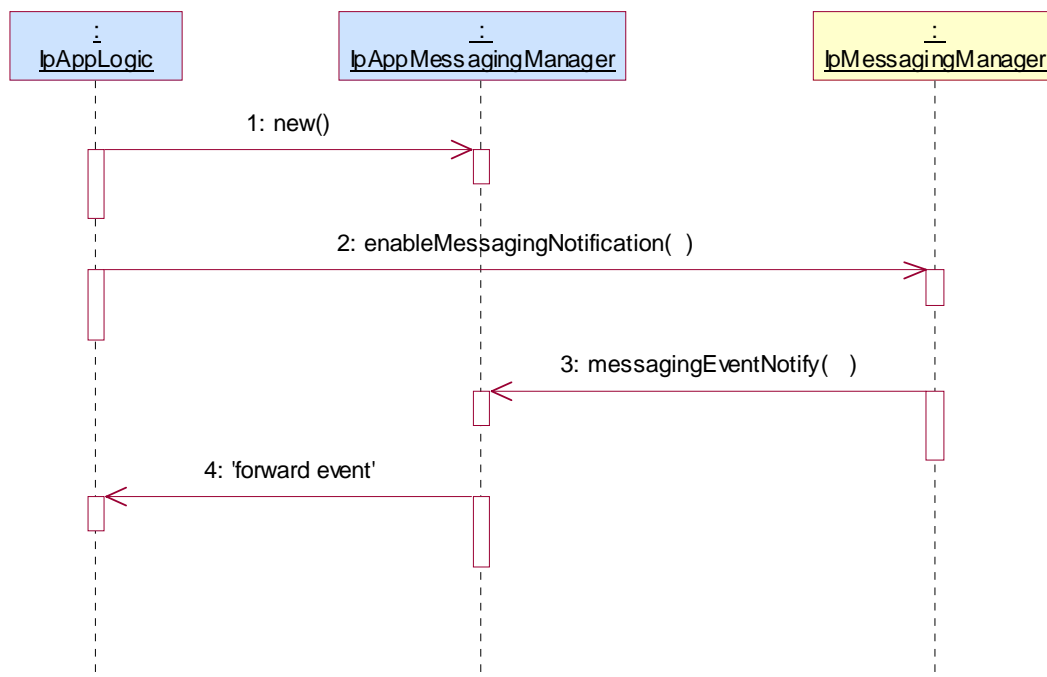 :
IpAppLogic
:
IpAppMessagingManager
:
IpMessagingManager
1: new()
2: enableMessagingNotification( )
3: messagingEventNotify( )
4: 'forward event'